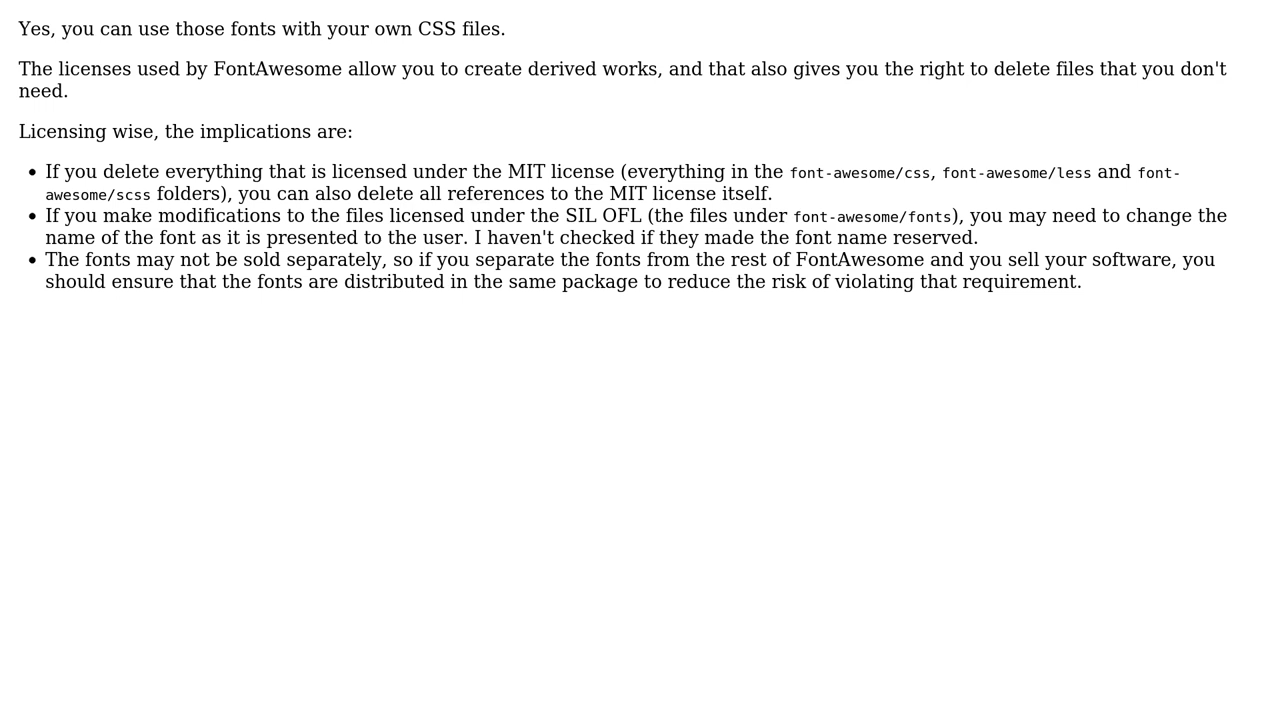 Yes, you can use those fonts with your own CSS files.
The licenses used by FontAwesome allow you to create derived works, and that also gives you the right to delete files that you don't
need.
Licensing wise, the implications are:
• If you delete everything that is licensed under the MIT license (everything in the font-awesome/css, font-awesome/less and font-
awesome/scss folders), you can also delete all references to the MIT license itself.
• If you make modifications to the files licensed under the SIL OFL (the files under font-awesome/fonts), you may need to change the
name of the font as it is presented to the user. I haven't checked if they made the font name reserved.
• The fonts may not be sold separately, so if you separate the fonts from the rest of FontAwesome and you sell your software, you
should ensure that the fonts are distributed in the same package to reduce the risk of violating that requirement.